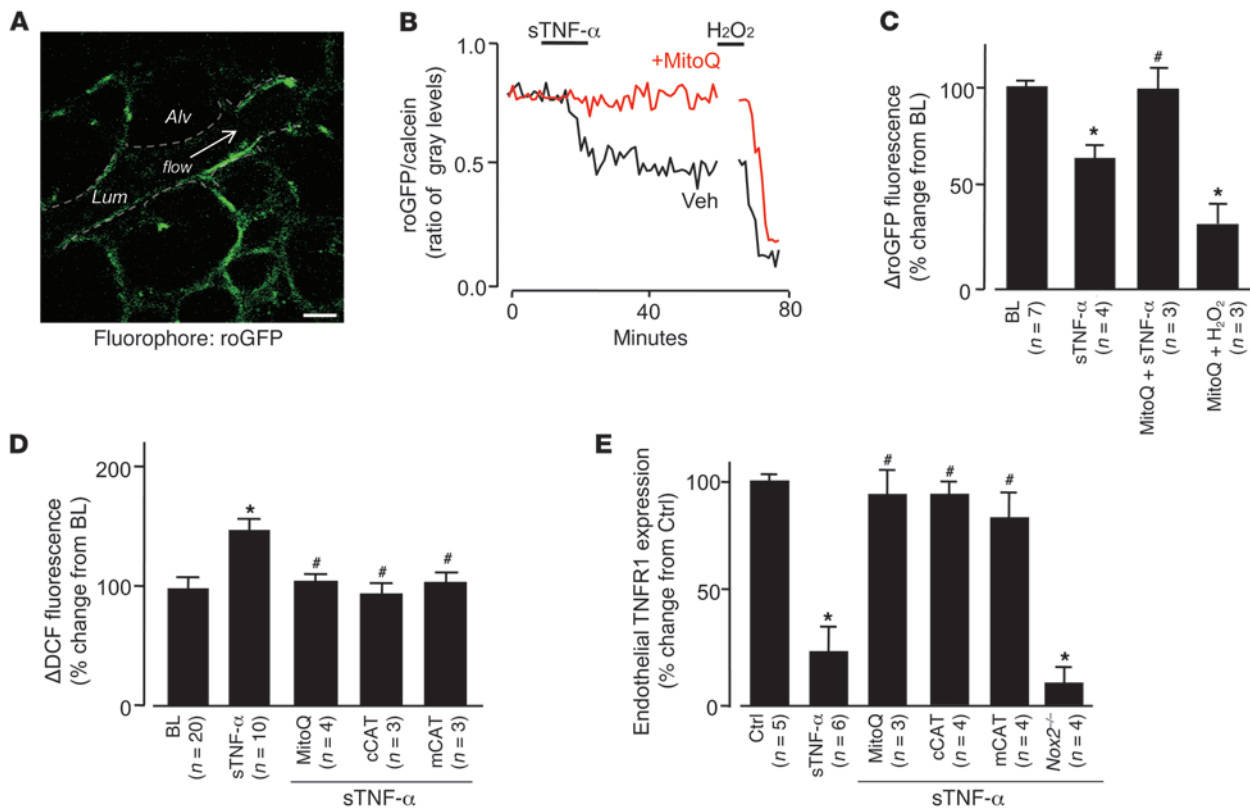 A
Alv
flow
Lum
Fluorophore: roGFP
B
sTNF-α
H₂O₂
+MitoQ
Veh
1.0
0.5
0.0
roGFP/calcein
(ratio of gray levels)
0
40
80
Minutes
C
ΔroGFP fluorescence
(% change from BL)
100
50
0
*
#
*
BL
(n = 7)
sTNF-α
(n = 4)
MitoQ + sTNF-α
(n = 3)
MitoQ + H₂O₂
(n = 3)
D
ΔDCF fluorescence
(% change from BL)
200
100
0
*
#
#
#
BL
(n = 20)
sTNF-α
(n = 10)
MitoQ
(n = 4)
cCAT
(n = 3)
mCAT
(n = 3)
sTNF-α
E
Endothelial TNFR1 expression
(% change from Ctrl)
100
50
0
*
#
#
#
*
Ctrl
(n = 5)
sTNF-α
(n = 6)
MitoQ
(n = 3)
cCAT
(n = 4)
mCAT
(n = 4)
Nox2⁻/⁻
(n = 4)
sTNF-α